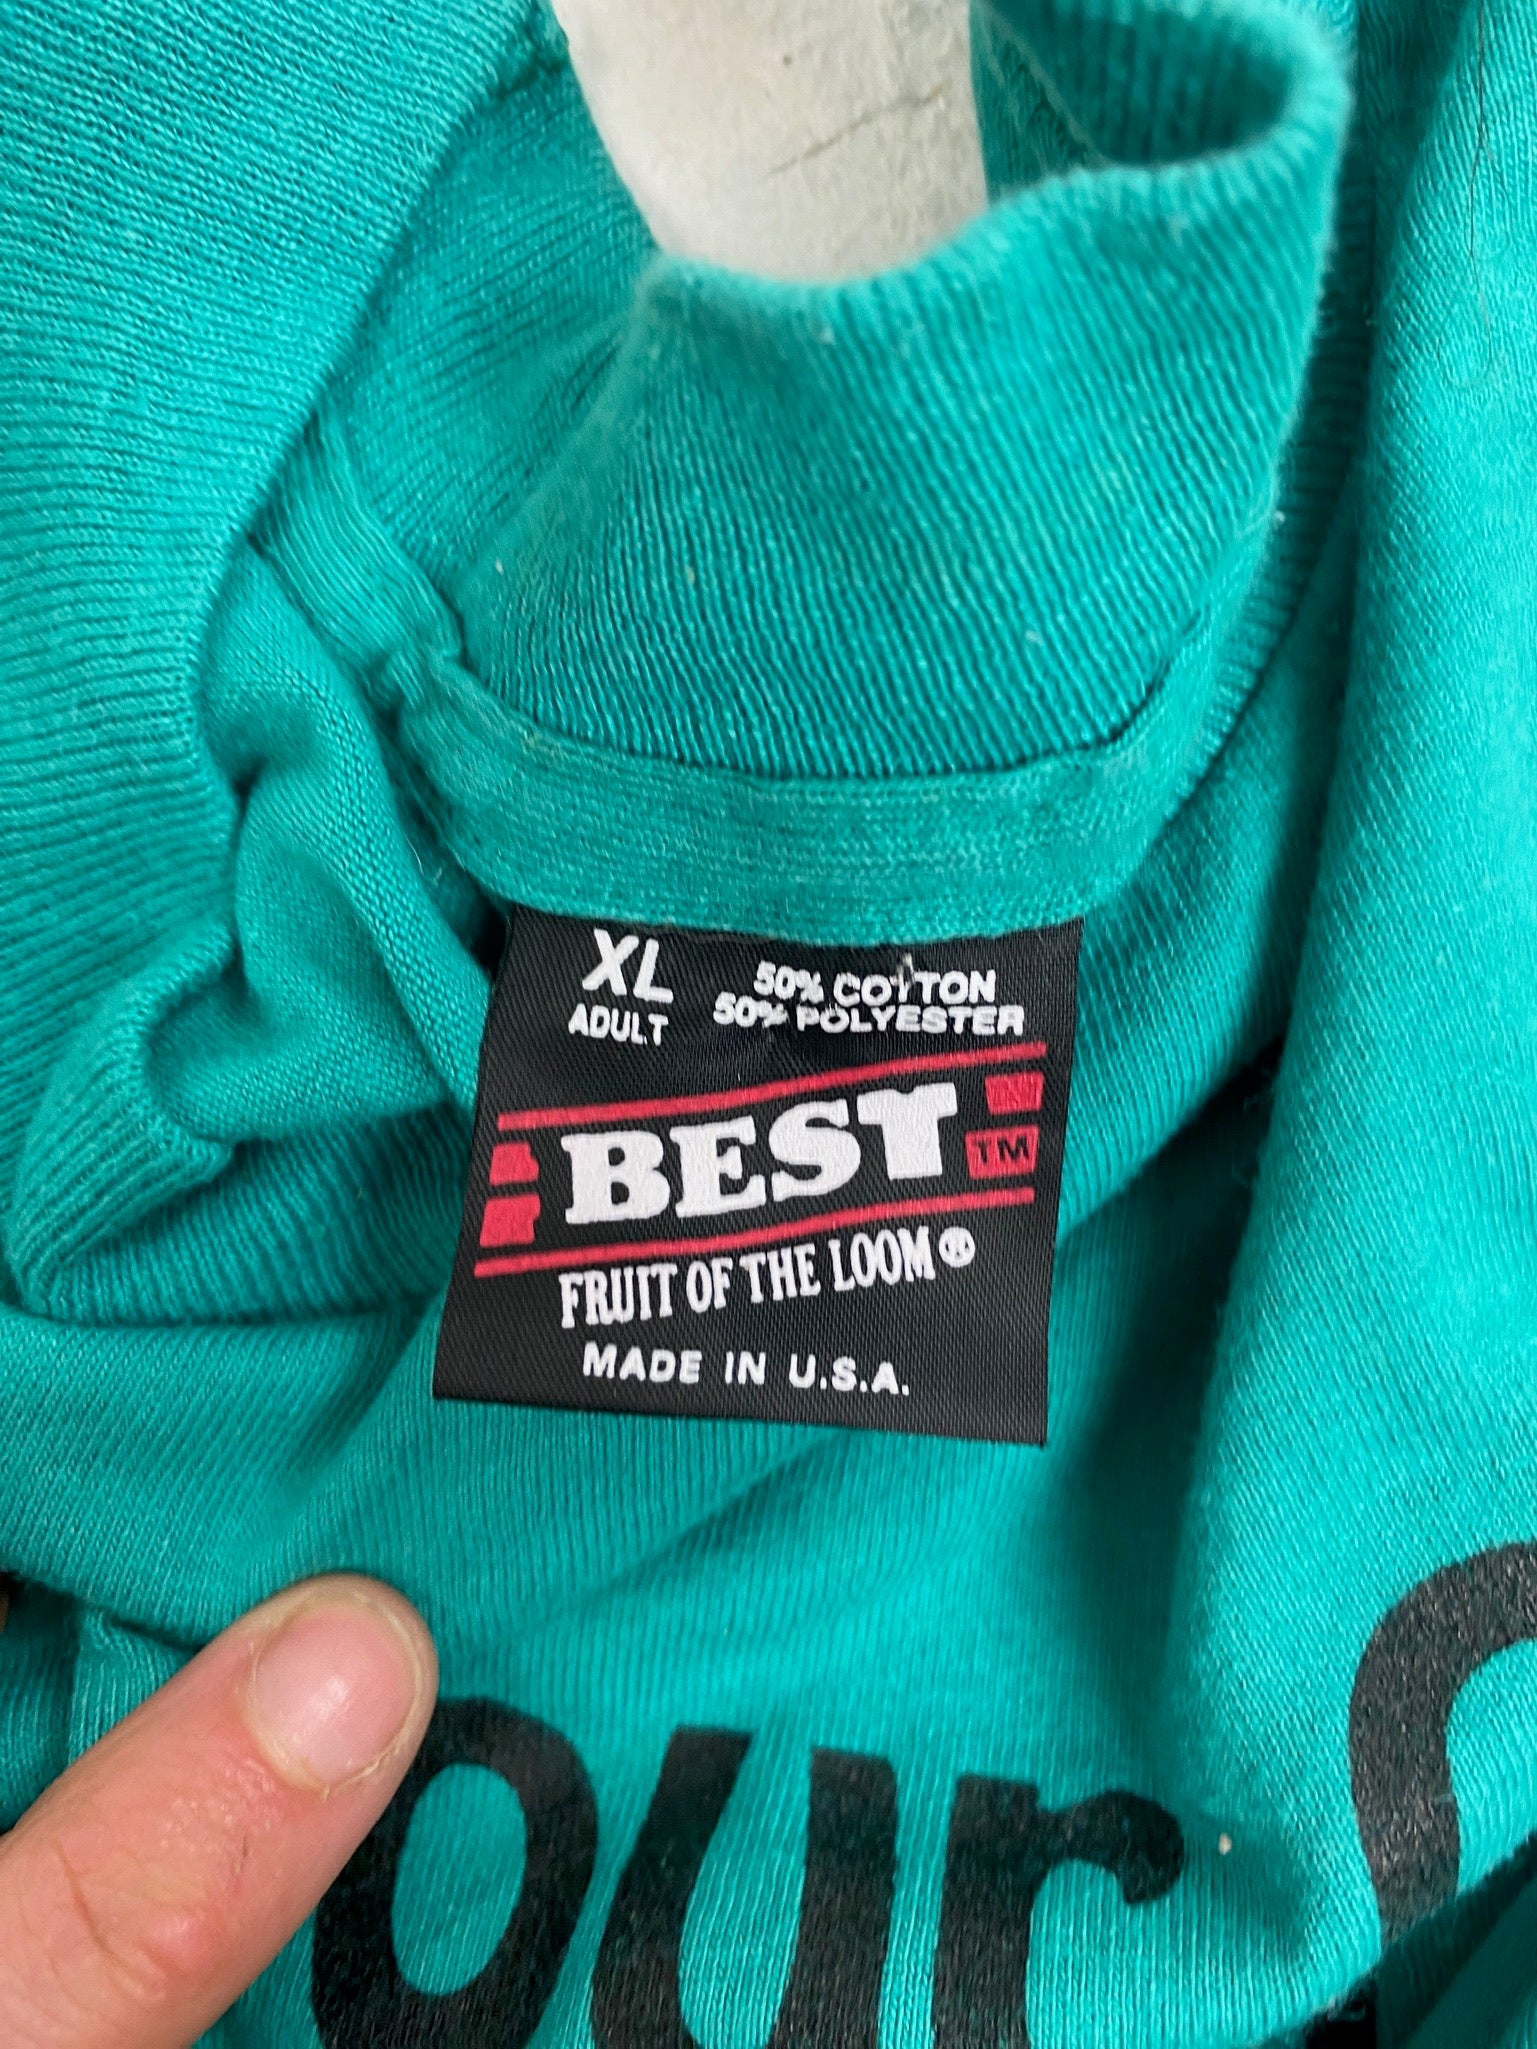 XL
ADULT
50% COTTON
50% POLYESTER
BEST
TM
FRUIT OF THE LOOM®
MADE IN U.S.A.
our